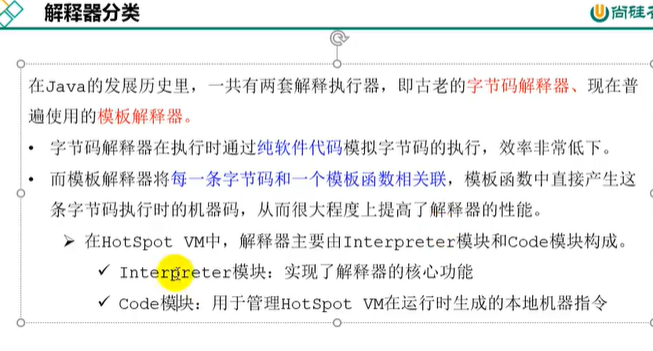 解释器分类
尚硅谷
在Java的发展历史里，一共有两套解释执行器，即古老的字节码解释器、现在普
遍使用的模板解释器。
• 字节码解释器在执行时通过纯软件代码模拟字节码的执行，效率非常低下。
• 而模板解释器将每一条字节码和一个模板函数相关联，模板函数中直接产生这
条字节码执行时的机器码，从而很大程度上提高了解释器的性能。
➢ 在HotSpot VM中，解释器主要由Interpreter模块和Code模块构成。
✓ Interpreter模块：实现了解释器的核心功能
✓ Code模块：用于管理HotSpot VM在运行时生成的本地机器指令